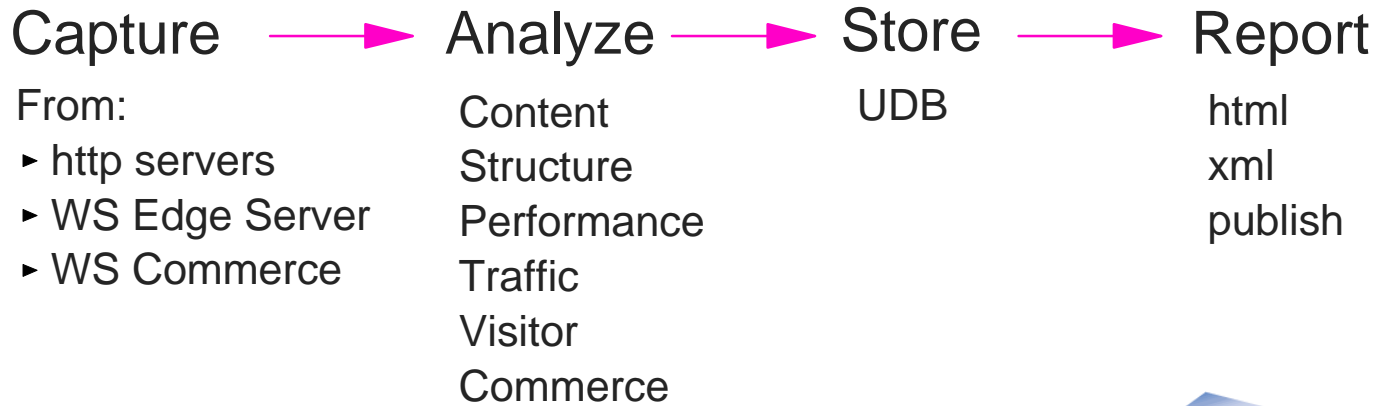 Capture Analyze Store Report
From:
► http servers
► WS Edge Server
► WS Commerce
Content
Structure
Performance
Traffic
Visitor
Commerce
UDB
html
xml
publish